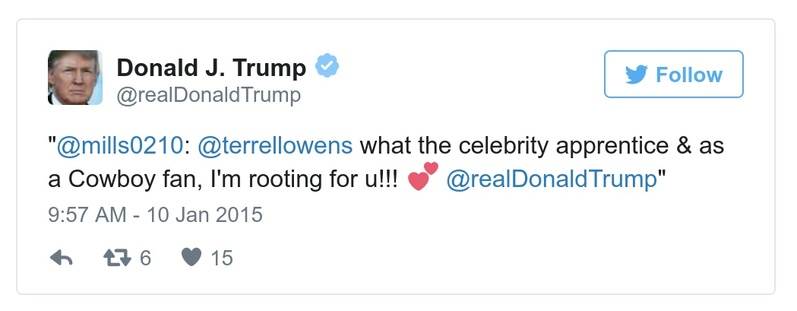 Donald J. Trump
@realDonaldTrump
Follow
"@mills0210: @terrellowens what the celebrity apprentice & as
a Cowboy fan, I'm rooting for u!!! 💕 @realDonaldTrump"
9:57 AM - 10 Jan 2015
6 15